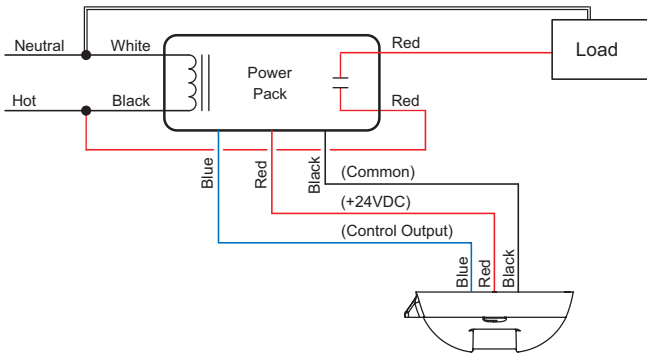 Neutral
White
Red
Load
Power
Pack
Hot
Black
Red
Blue
Red
Black
(Common)
(+24VDC)
(Control Output)
Blue
Red
Black